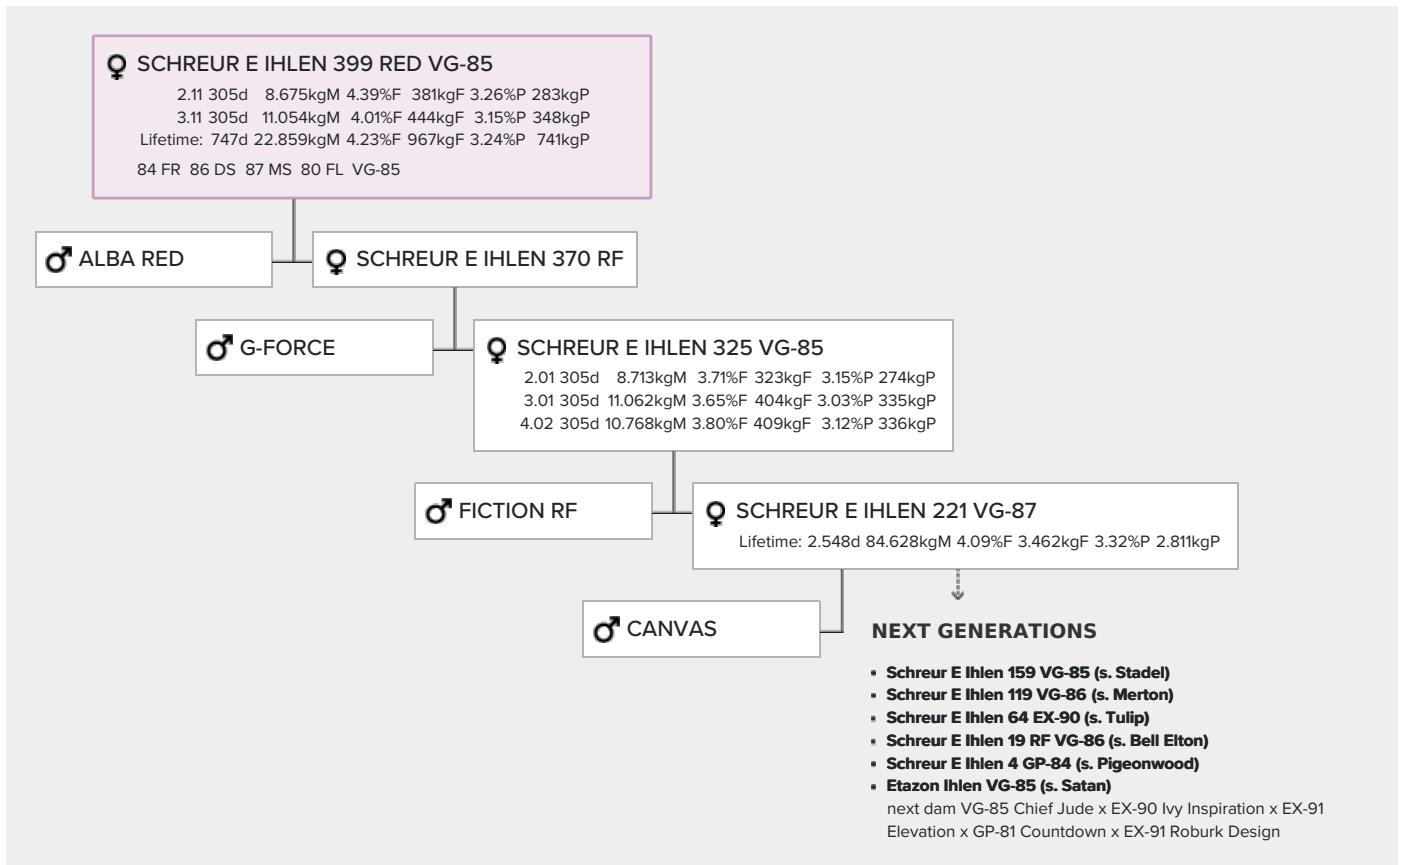 SCHREUR E IHLEN 399 RED VG-85
2.11 305d 8.675kgM 4.39%F 381kgF 3.26%P 283kgP
3.11 305d 11.054kgM 4.01%F 444kgF 3.15%P 348kgP
Lifetime: 747d 22.859kgM 4.23%F 967kgF 3.24%P 741kgP
84 FR 86 DS 87 MS 80 FL VG-85
ALBA RED
SCHREUR E IHLEN 370 RF
G-FORCE
SCHREUR E IHLEN 325 VG-85
2.01 305d 8.713kgM 3.71%F 323kgF 3.15%P 274kgP
3.01 305d 11.062kgM 3.65%F 404kgF 3.03%P 335kgP
4.02 305d 10.768kgM 3.80%F 409kgF 3.12%P 336kgP
FICTION RF
SCHREUR E IHLEN 221 VG-87
Lifetime: 2.548d 84.628kgM 4.09%F 3.462kgF 3.32%P 2.811kgP
CANVAS
NEXT GENERATIONS
• Schreur E Ihlen 159 VG-85 (s. Stadel)
• Schreur E Ihlen 119 VG-86 (s. Merton)
• Schreur E Ihlen 64 EX-90 (s. Tulip)
• Schreur E Ihlen 19 RF VG-86 (s. Bell Elton)
• Schreur E Ihlen 4 GP-84 (s. Pigeonwood)
• Etazon Ihlen VG-85 (s. Satan)
next dam VG-85 Chief Jude x EX-90 Ivy Inspiration x EX-91
Elevation x GP-81 Countdown x EX-91 Roburk Design